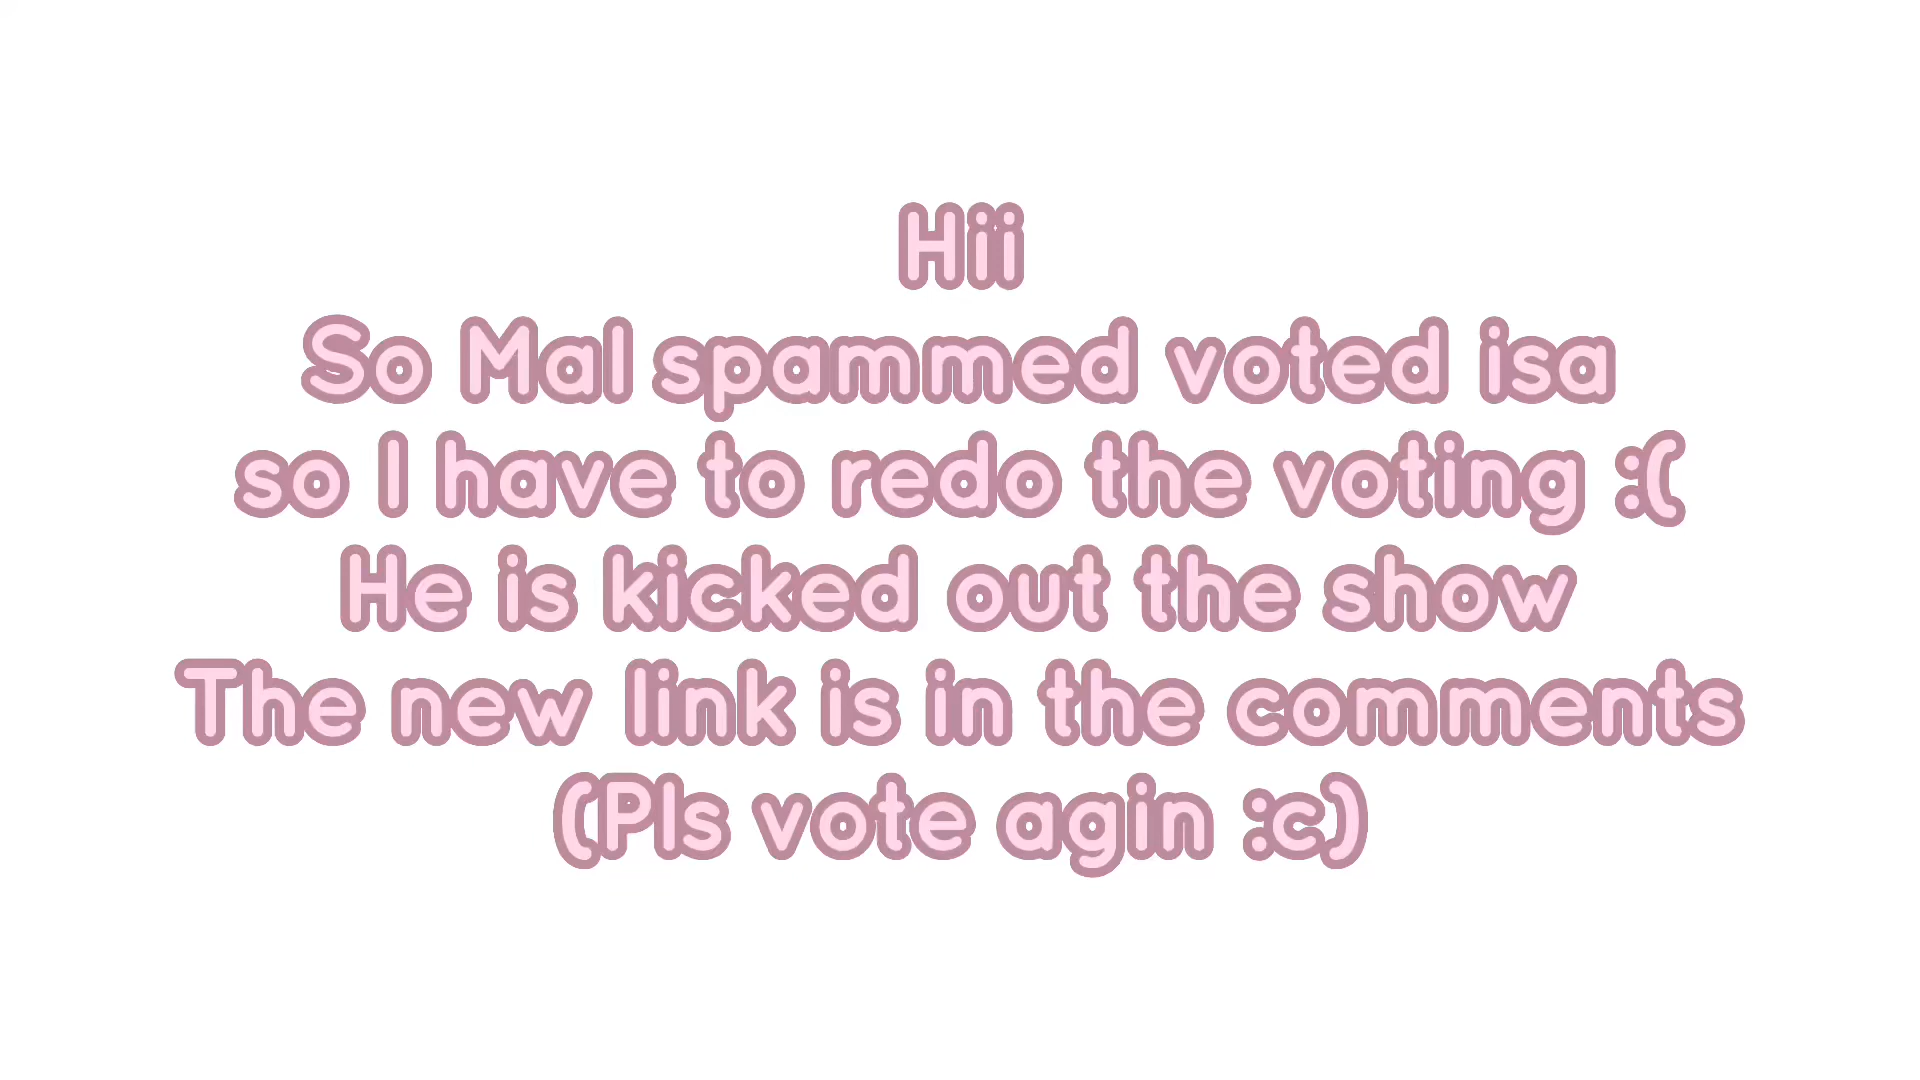 Hii
So Mal spammed voted isa
so I have to redo the voting :(
He is kicked out the show
The new link is in the comments
(Pls vote agin :c)